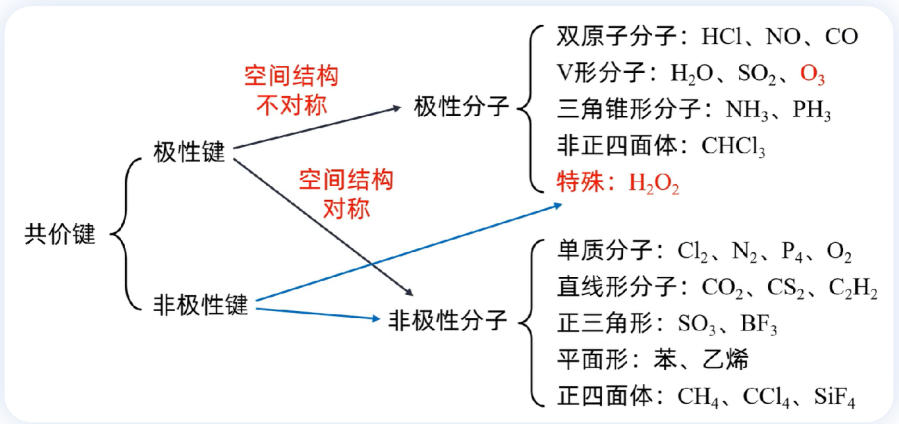 共价键
极性键
非极性键
空间结构
不对称
空间结构
对称
极性分子
双原子分子：HCl、NO、CO
V形分子：H₂O、SO₂、O₃
三角锥形分子：NH₃、PH₃
非正四面体：CHCl₃
特殊：H₂O₂
非极性分子
单质分子：Cl₂、N₂、P₄、O₂
直线形分子：CO₂、CS₂、C₂H₂
正三角形：SO₃、BF₃
平面形：苯、乙烯
正四面体：CH₄、CCl₄、SiF₄